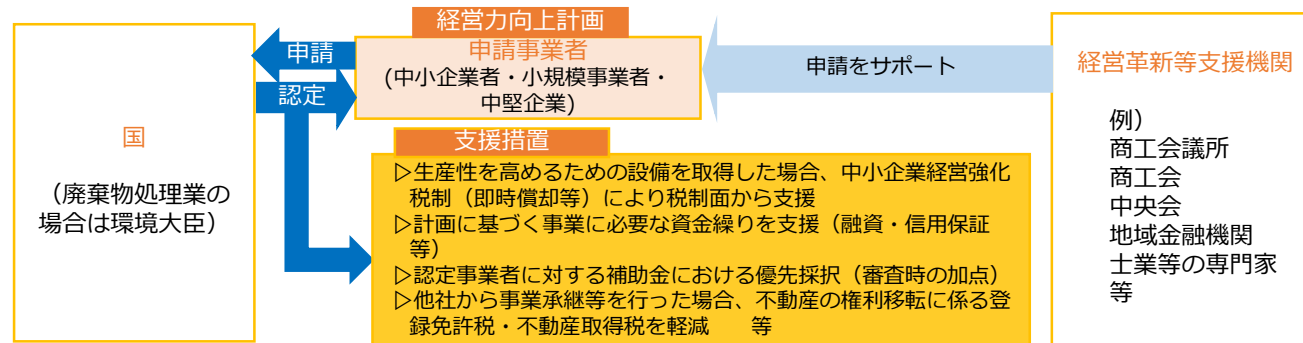 経営力向上計画
申請事業者
(中小企業者・小規模事業者・
中堅企業)
申請
認定
国
（廃棄物処理業の
場合は環境大臣）
申請をサポート
経営革新等支援機関
例）
商工会議所
商工会
中央会
地域金融機関
士業等の専門家
等
支援措置
▷生産性を高めるための設備を取得した場合、中小企業経営強化
税制（即時償却等）により税制面から支援
▷計画に基づく事業に必要な資金繰りを支援（融資・信用保証
等）
▷認定事業者に対する補助金における優先採択（審査時の加点）
▷他社から事業承継等を行った場合、不動産の権利移転に係る登
録免許税・不動産取得税を軽減　　等